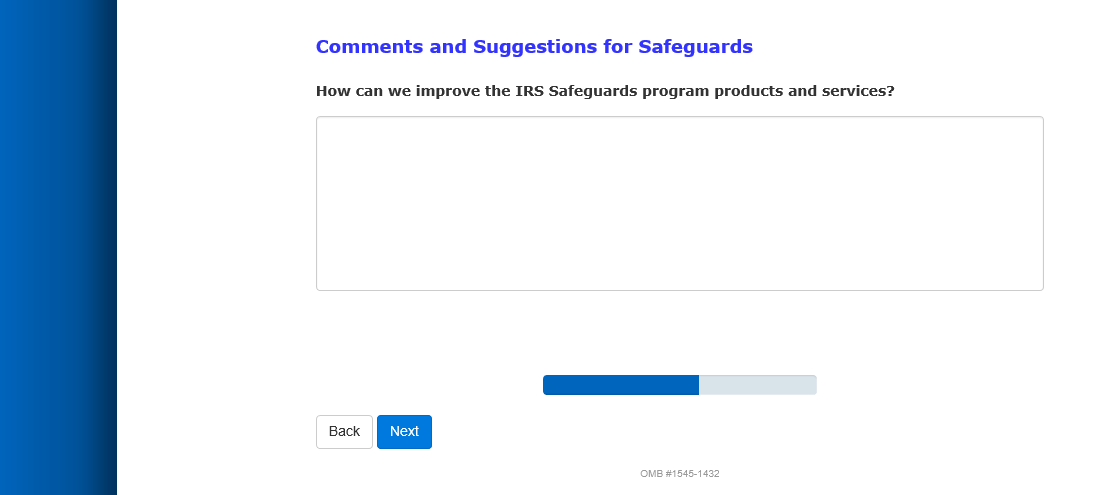 Comments and Suggestions for Safeguards
How can we improve the IRS Safeguards program products and services?
Back Next
OMB #1545-1432